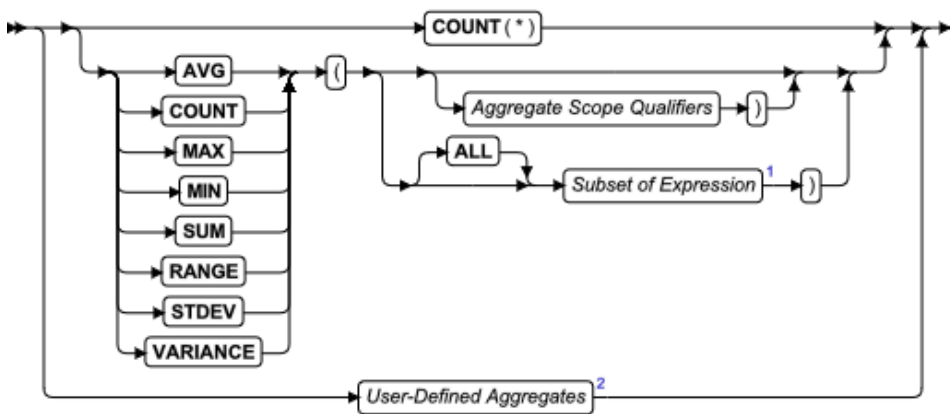 COUNT ( * )
AVG (
Aggregate Scope Qualifiers )
COUNT
ALL
MAX
Subset of Expression 1 )
MIN
SUM
RANGE
STDEV
VARIANCE
User-Defined Aggregates 2